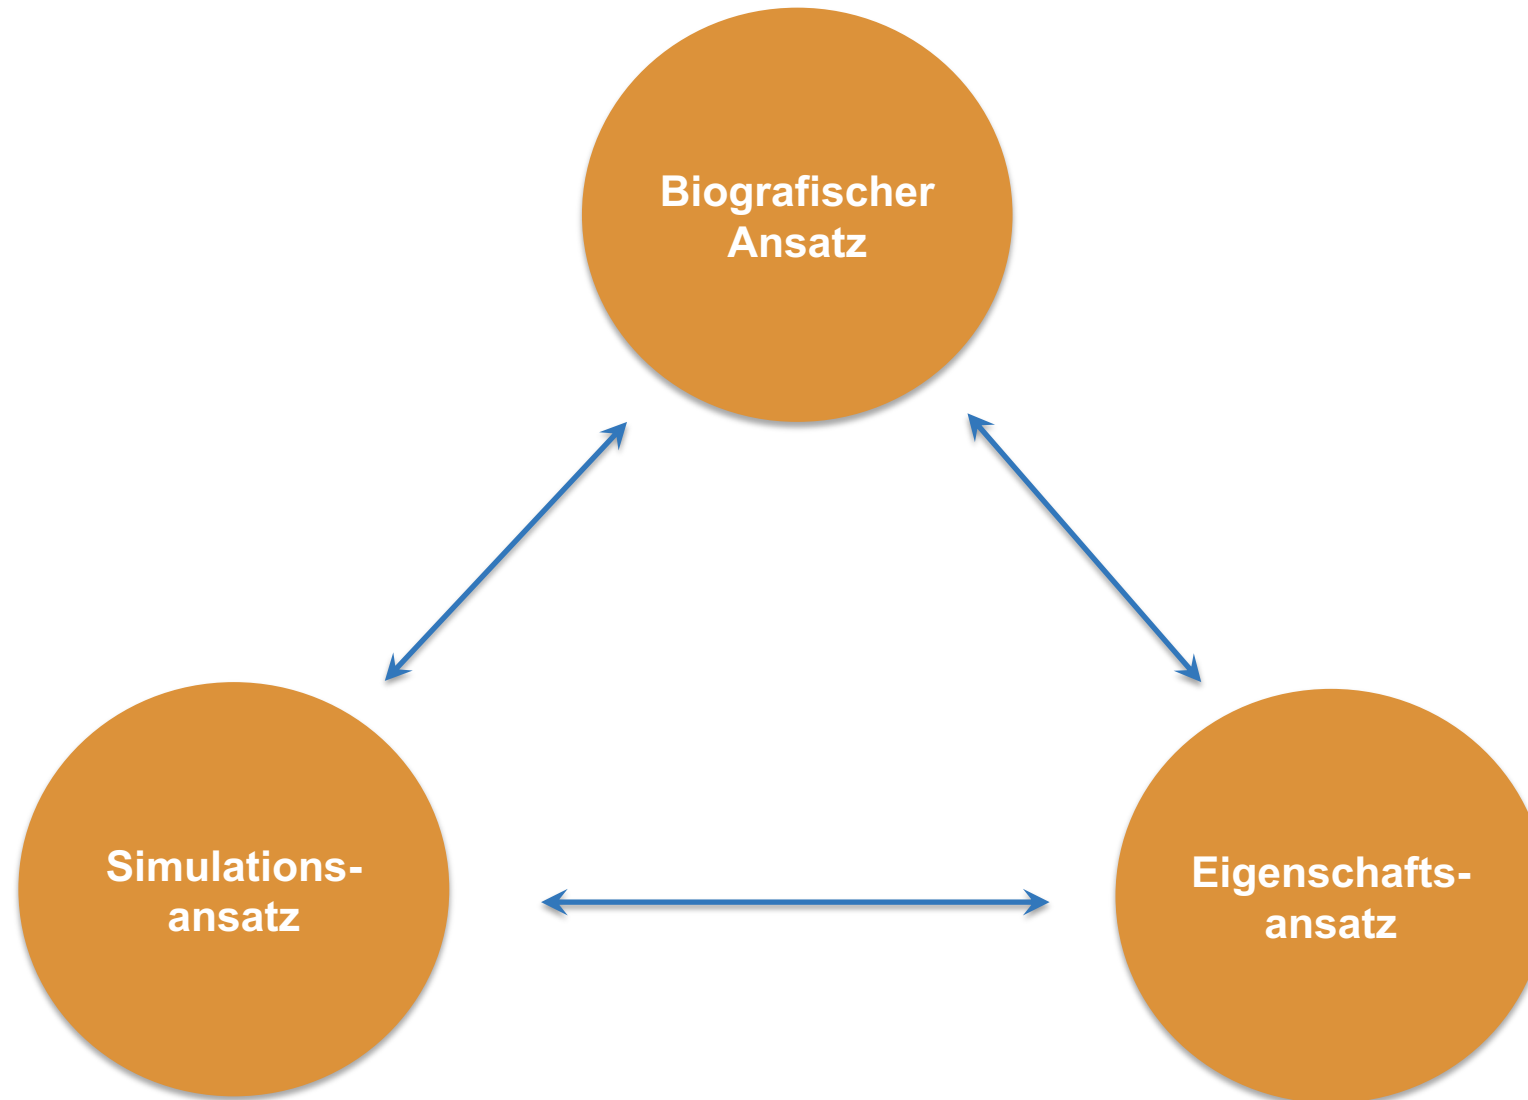 Biografischer
Ansatz
Simulations-
ansatz
Eigenschafts-
ansatz